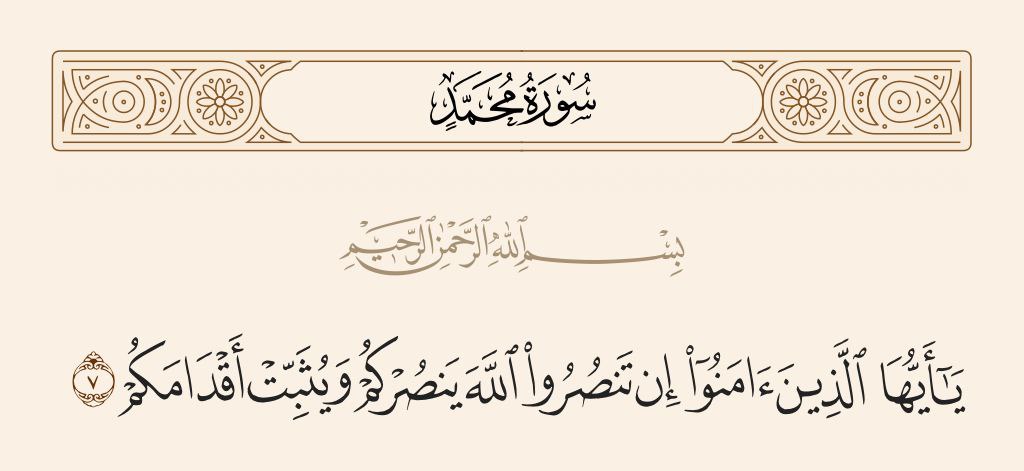 سُورَةُ مُحَمَّدٍ
بِسْمِ ٱللَّهِ ٱلرَّحْمَٰنِ ٱلرَّحِيمِ
يَٰٓأَيُّهَا ٱلَّذِينَ ءَامَنُوٓا۟ إِن تَنصُرُوا۟ ٱللَّهَ يَنصُرْكُمْ وَيُثَبِّتْ أَقْدَامَكُمْ ٧